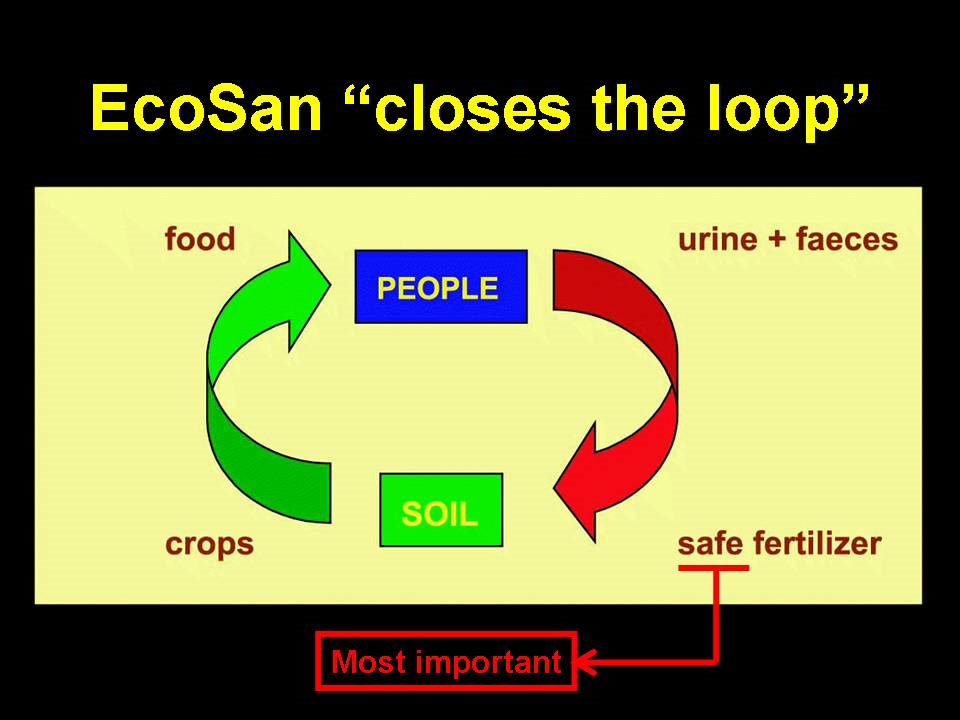 EcoSan “closes the loop”
food
PEOPLE
urine + faeces
crops
SOIL
safe fertilizer
Most important